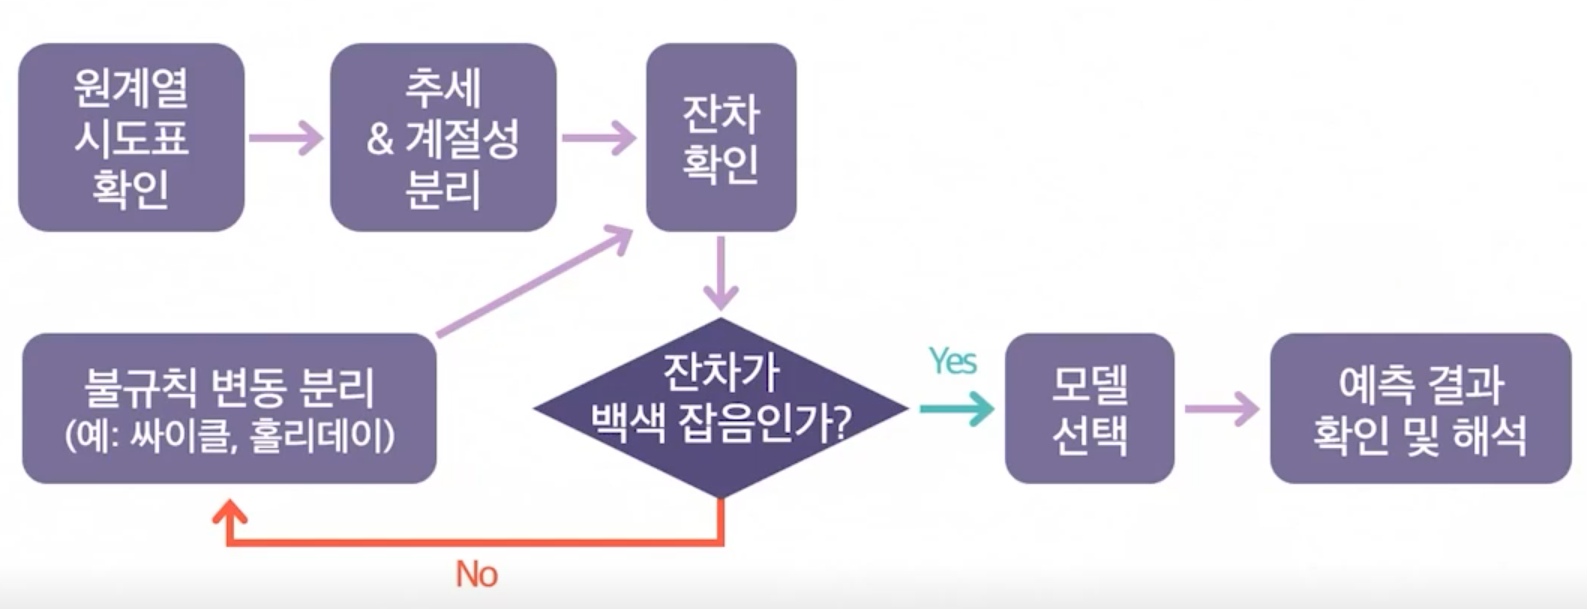 원계열
시도표
확인
추세
& 계절성
분리
잔차
확인
불규칙 변동 분리
(예: 싸이클, 홀리데이)
잔차가
백색 잡음인가?
Yes
모델
선택
예측 결과
확인 및 해석
No